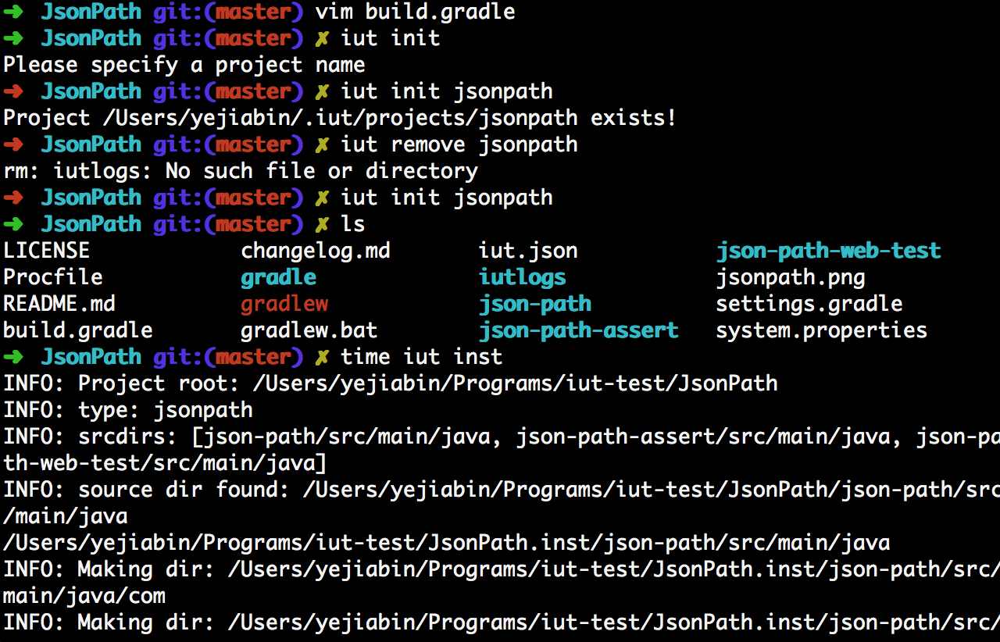 ➜ JsonPath git:(master) vim build.gradle
➜ JsonPath git:(master) ✗ iut init
Please specify a project name
➜ JsonPath git:(master) ✗ iut init jsonpath
Project /Users/yejiabin/.iut/projects/jsonpath exists!
➜ JsonPath git:(master) ✗ iut remove jsonpath
rm: iutlogs: No such file or directory
➜ JsonPath git:(master) ✗ iut init jsonpath
➜ JsonPath git:(master) ✗ ls
LICENSE changelog.md iut.json json-path-web-test
Procfile gradle iutlogs jsonpath.png
README.md gradlew json-path settings.gradle
build.gradle gradlew.bat json-path-assert system.properties
➜ JsonPath git:(master) ✗ time iut inst
INFO: Project root: /Users/yejiabin/Programs/iut-test/JsonPath
INFO: type: jsonpath
INFO: srcdirs: [json-path/src/main/java, json-path-assert/src/main/java, json-pa
th-web-test/src/main/java]
INFO: source dir found: /Users/yejiabin/Programs/iut-test/JsonPath/json-path/src
/main/java
/Users/yejiabin/Programs/iut-test/JsonPath.inst/json-path/src/main/java
INFO: Making dir: /Users/yejiabin/Programs/iut-test/JsonPath.inst/json-path/src/
main/java/com
INFO: Making dir: /Users/yejiabin/Programs/iut-test/JsonPath.inst/json-path/src/